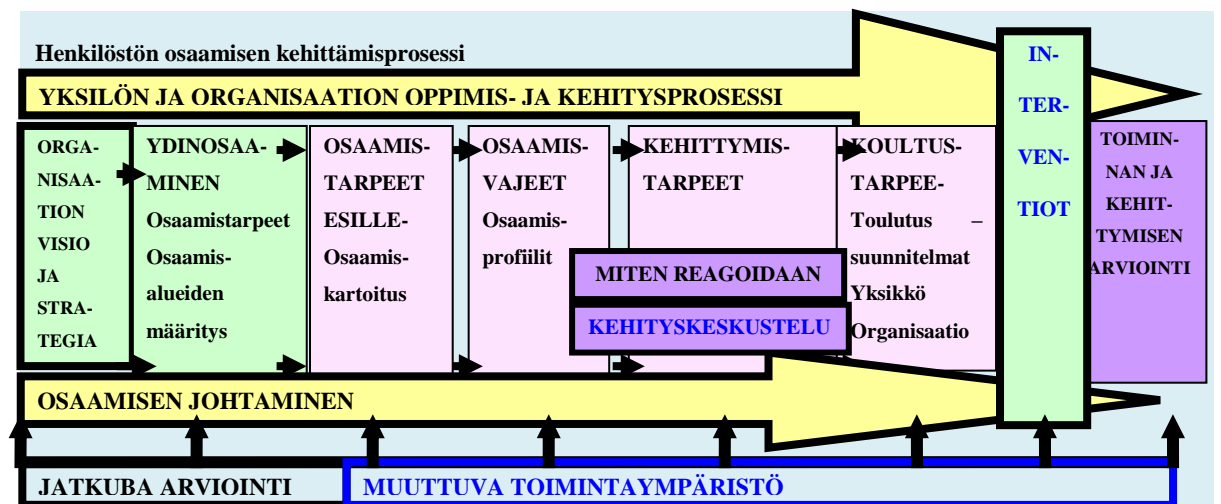 Henkilöstön osaamisen kehittämisprosessi
YKSILÖN JA ORGANISAATION OPPIMIS- JA KEHITYSPROSESSI
ORGA-
NISAA-
TION
VISIO
JA
STRA-
TEGIA
YDINOSAA-
MINEN
Osaamistarpeet
Osaamis-
alueiden
määritys
OSAAMIS-
TARPEET
ESILLE-
Osaamis-
kartoitus
OSAAMIS-
VAJEET
Osaamis-
profiilit
KEHITTYMIS-
TARPEET
MITEN REAGOIDAAN
KEHITYSKESKUSTELU
KOULTUS-
TARPEE-
Toulutus –
suunnitelmat
Yksikkö
Organisaatio
IN-
TER-
VEN-
TIOT
TOIMIN-
NAN JA
KEHIT-
TYMISEN
ARVIOINTI
OSAAMISEN JOHTAMINEN
JATKUBA ARVIOINTI
MUUTTUVA TOIMINTAYMPÄRISTÖ